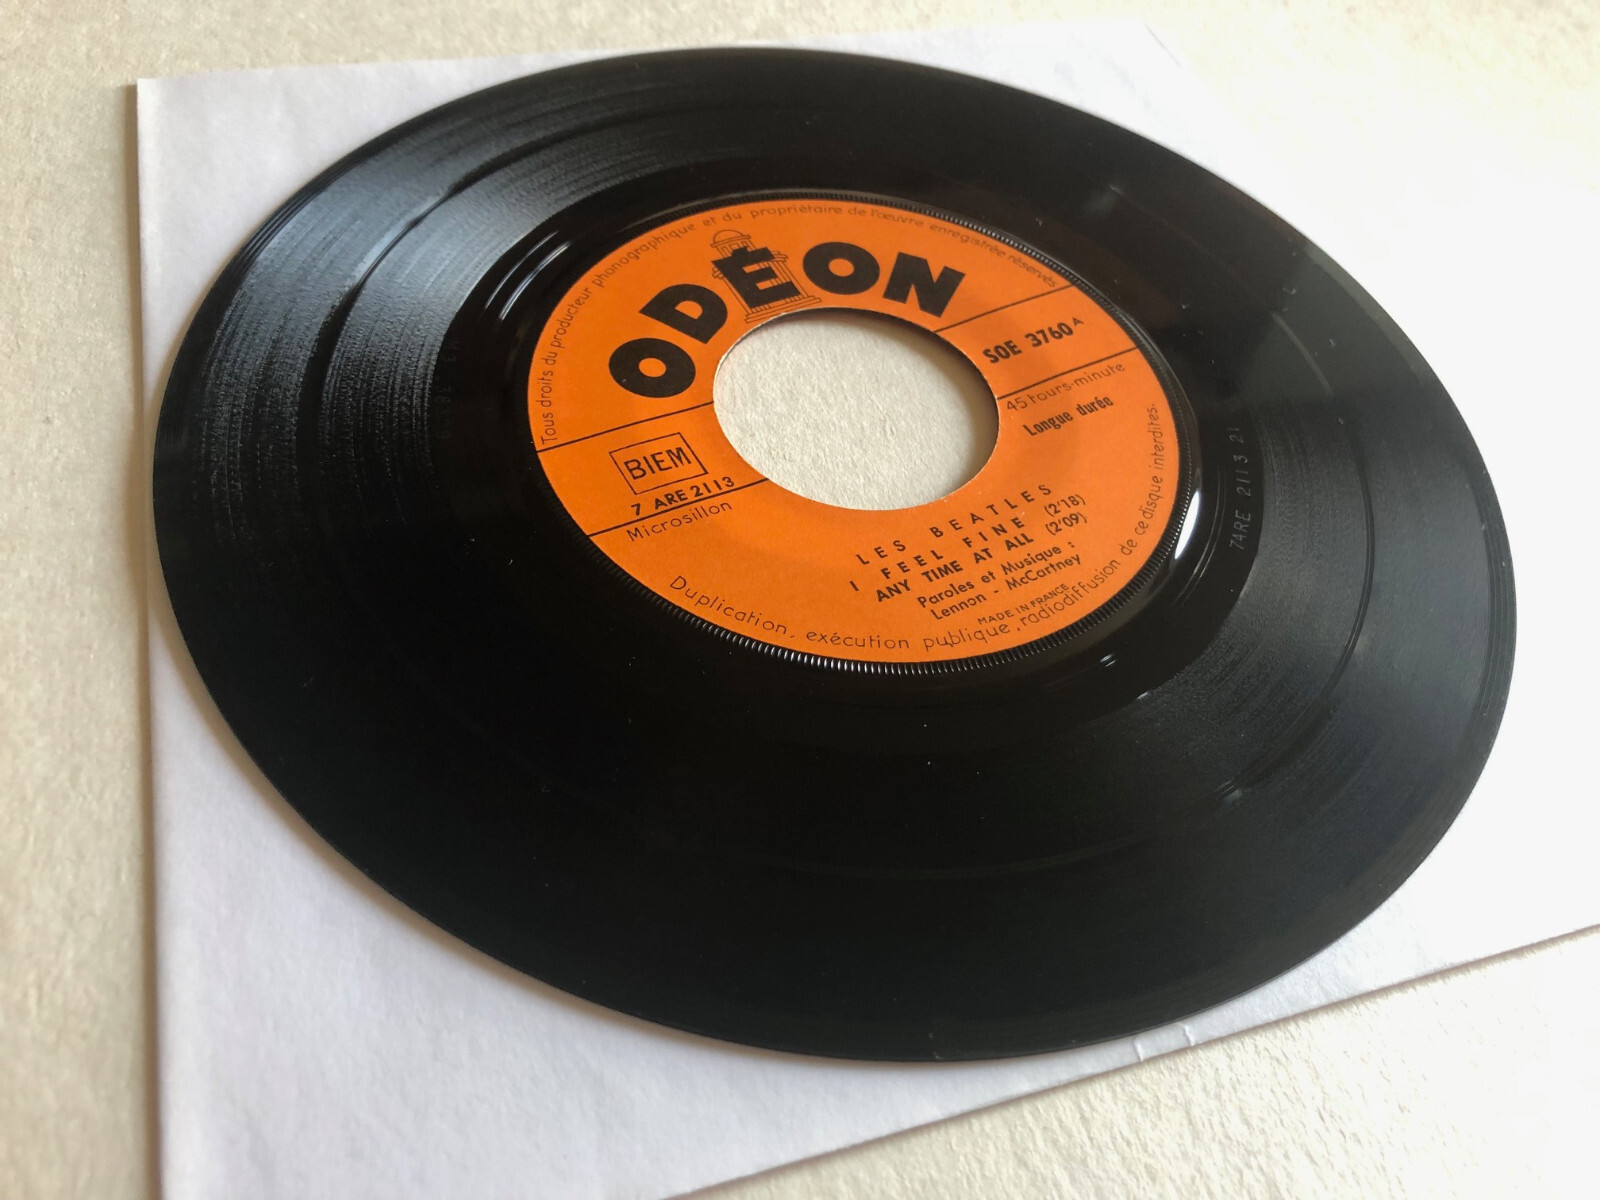 Tous droits du producteur phonographique et du propriétaire de l'œuvre enregistrée réservés
ODÉON
SOE 3760 A
45 tours-minute
Longue durée
BIEM
7 ARE 2113
Microsillon
LES BEATLES
I FEEL FINE (2'18)
ANY TIME AT ALL (2'09)
Paroles et Musique :
Lennon - McCartney
MADE IN FRANCE
Duplication, exécution publique, radiodiffusion de ce disque interdites.
7ARE 2113 21